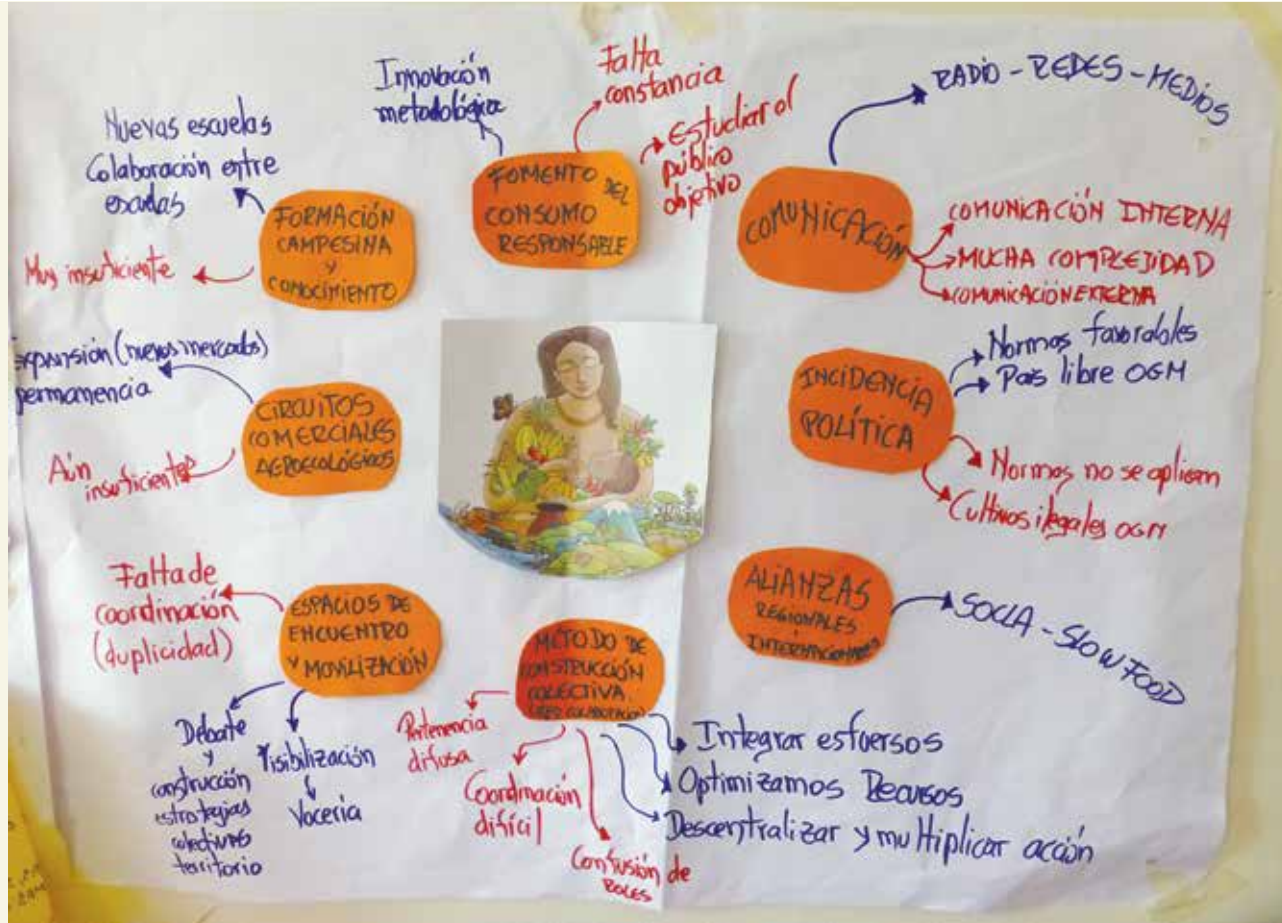 Innovación
metodológica
Falta
constancia
Estudiar el
público
objetivo
FOMENTO DEL
CONSUMO
RESPONSABLE
RADIO - REDES - MEDIOS
COMUNICACIÓN
COMUNICACIÓN INTERNA
MUCHA COMPLEJIDAD
COMUNICACIÓN EXTERNA
Nuevas escuelas
Colaboración entre
FORMACIÓN
CAMPESINA
Y
CONOCIMIENTO
Muy insuficiente
Expansión (nuevos mercados)
permanencia
CIRCUITOS
COMERCIALES
AGROECOLÓGICOS
Aún
insuficientes
INCIDENCIA
POLÍTICA
Normas favorables
País libre OGM
Normas no se aplican
Cultivos ilegales OGM
ALIANZAS
REGIONALES
INTERNACIONALES
SOCLA - SLOW FOOD
Falta de
coordinación
(duplicidad)
ESPACIOS DE
ENCUENTRO
Y MOVILIZACIÓN
Debate
y
construcción
estrategias
colectivas
territorio
Visibilización
Vocería
MÉTODO DE
CONSTRUCCIÓN
COLECTIVA
Pertenencia
difusa
Coordinación
difícil
Confusión de
ROLES
Integrar esfuersos
Optimizamos Recursos
Descentralizar y multiplicar acción